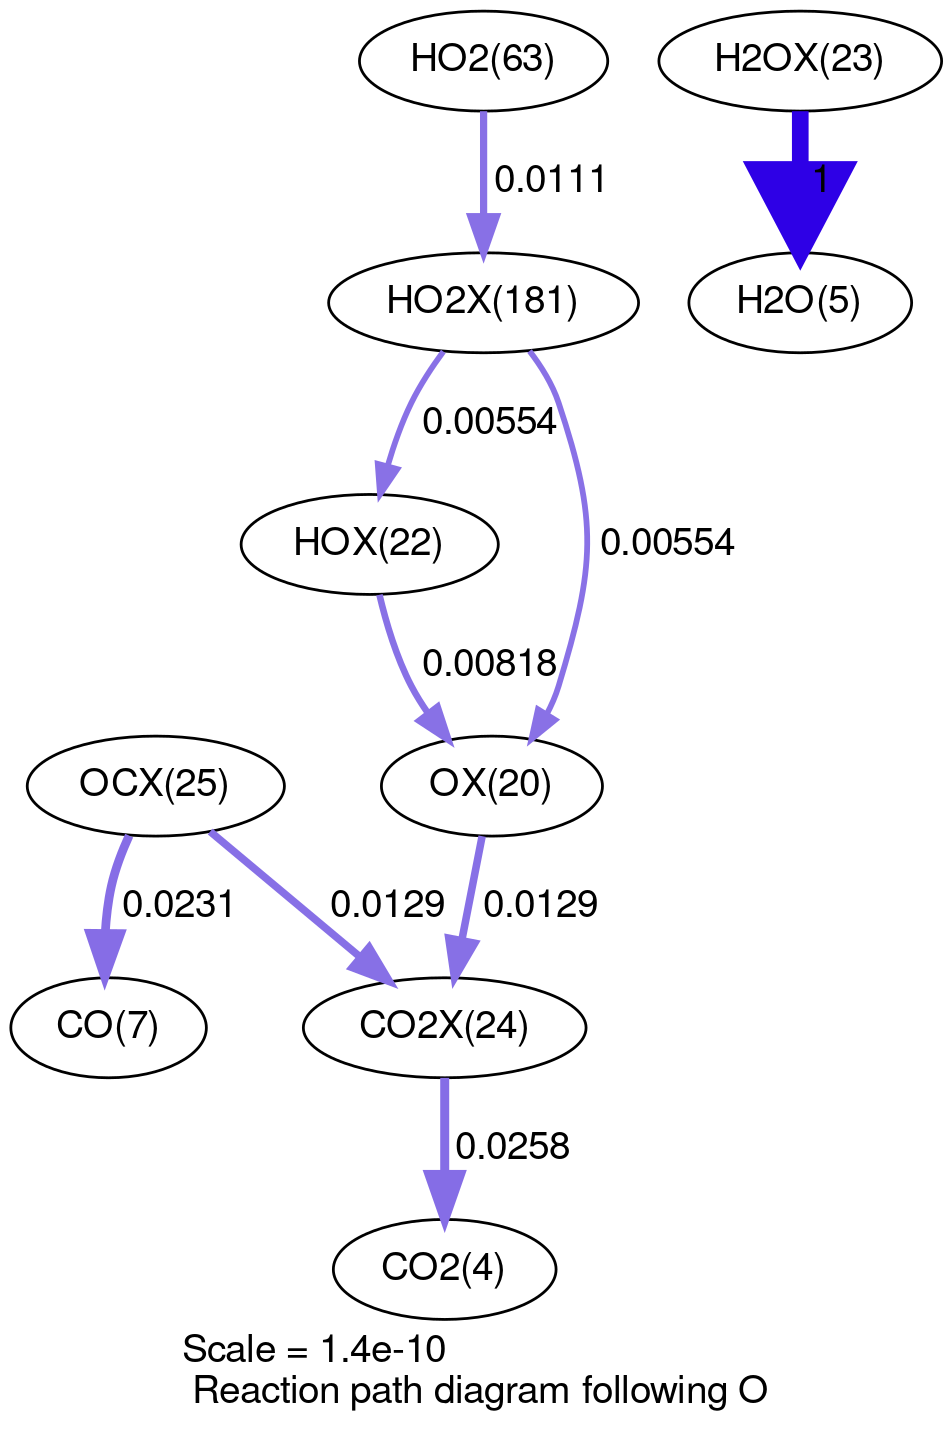 HO2(63)
H2OX(23)
0.0111
1
HO2X(181)
H2O(5)
0.00554
HOX(22)
0.00554
0.00818
OCX(25)
OX(20)
0.0231
0.0129
0.0129
CO(7)
CO2X(24)
0.0258
CO2(4)
Scale = 1.4e-10
Reaction path diagram following O